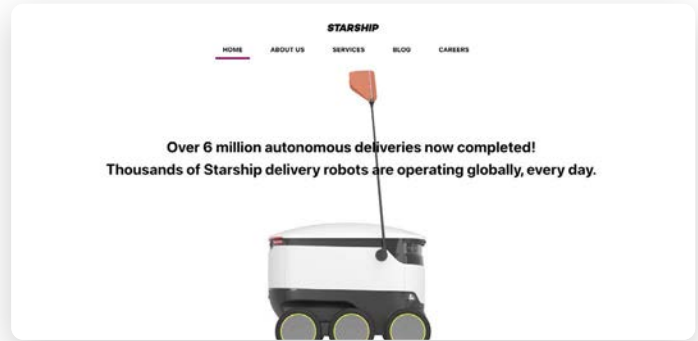 STARSHIP
HOME ABOUT US SERVICES BLOG CAREERS
Over 6 million autonomous deliveries now completed!
Thousands of Starship delivery robots are operating globally, every day.